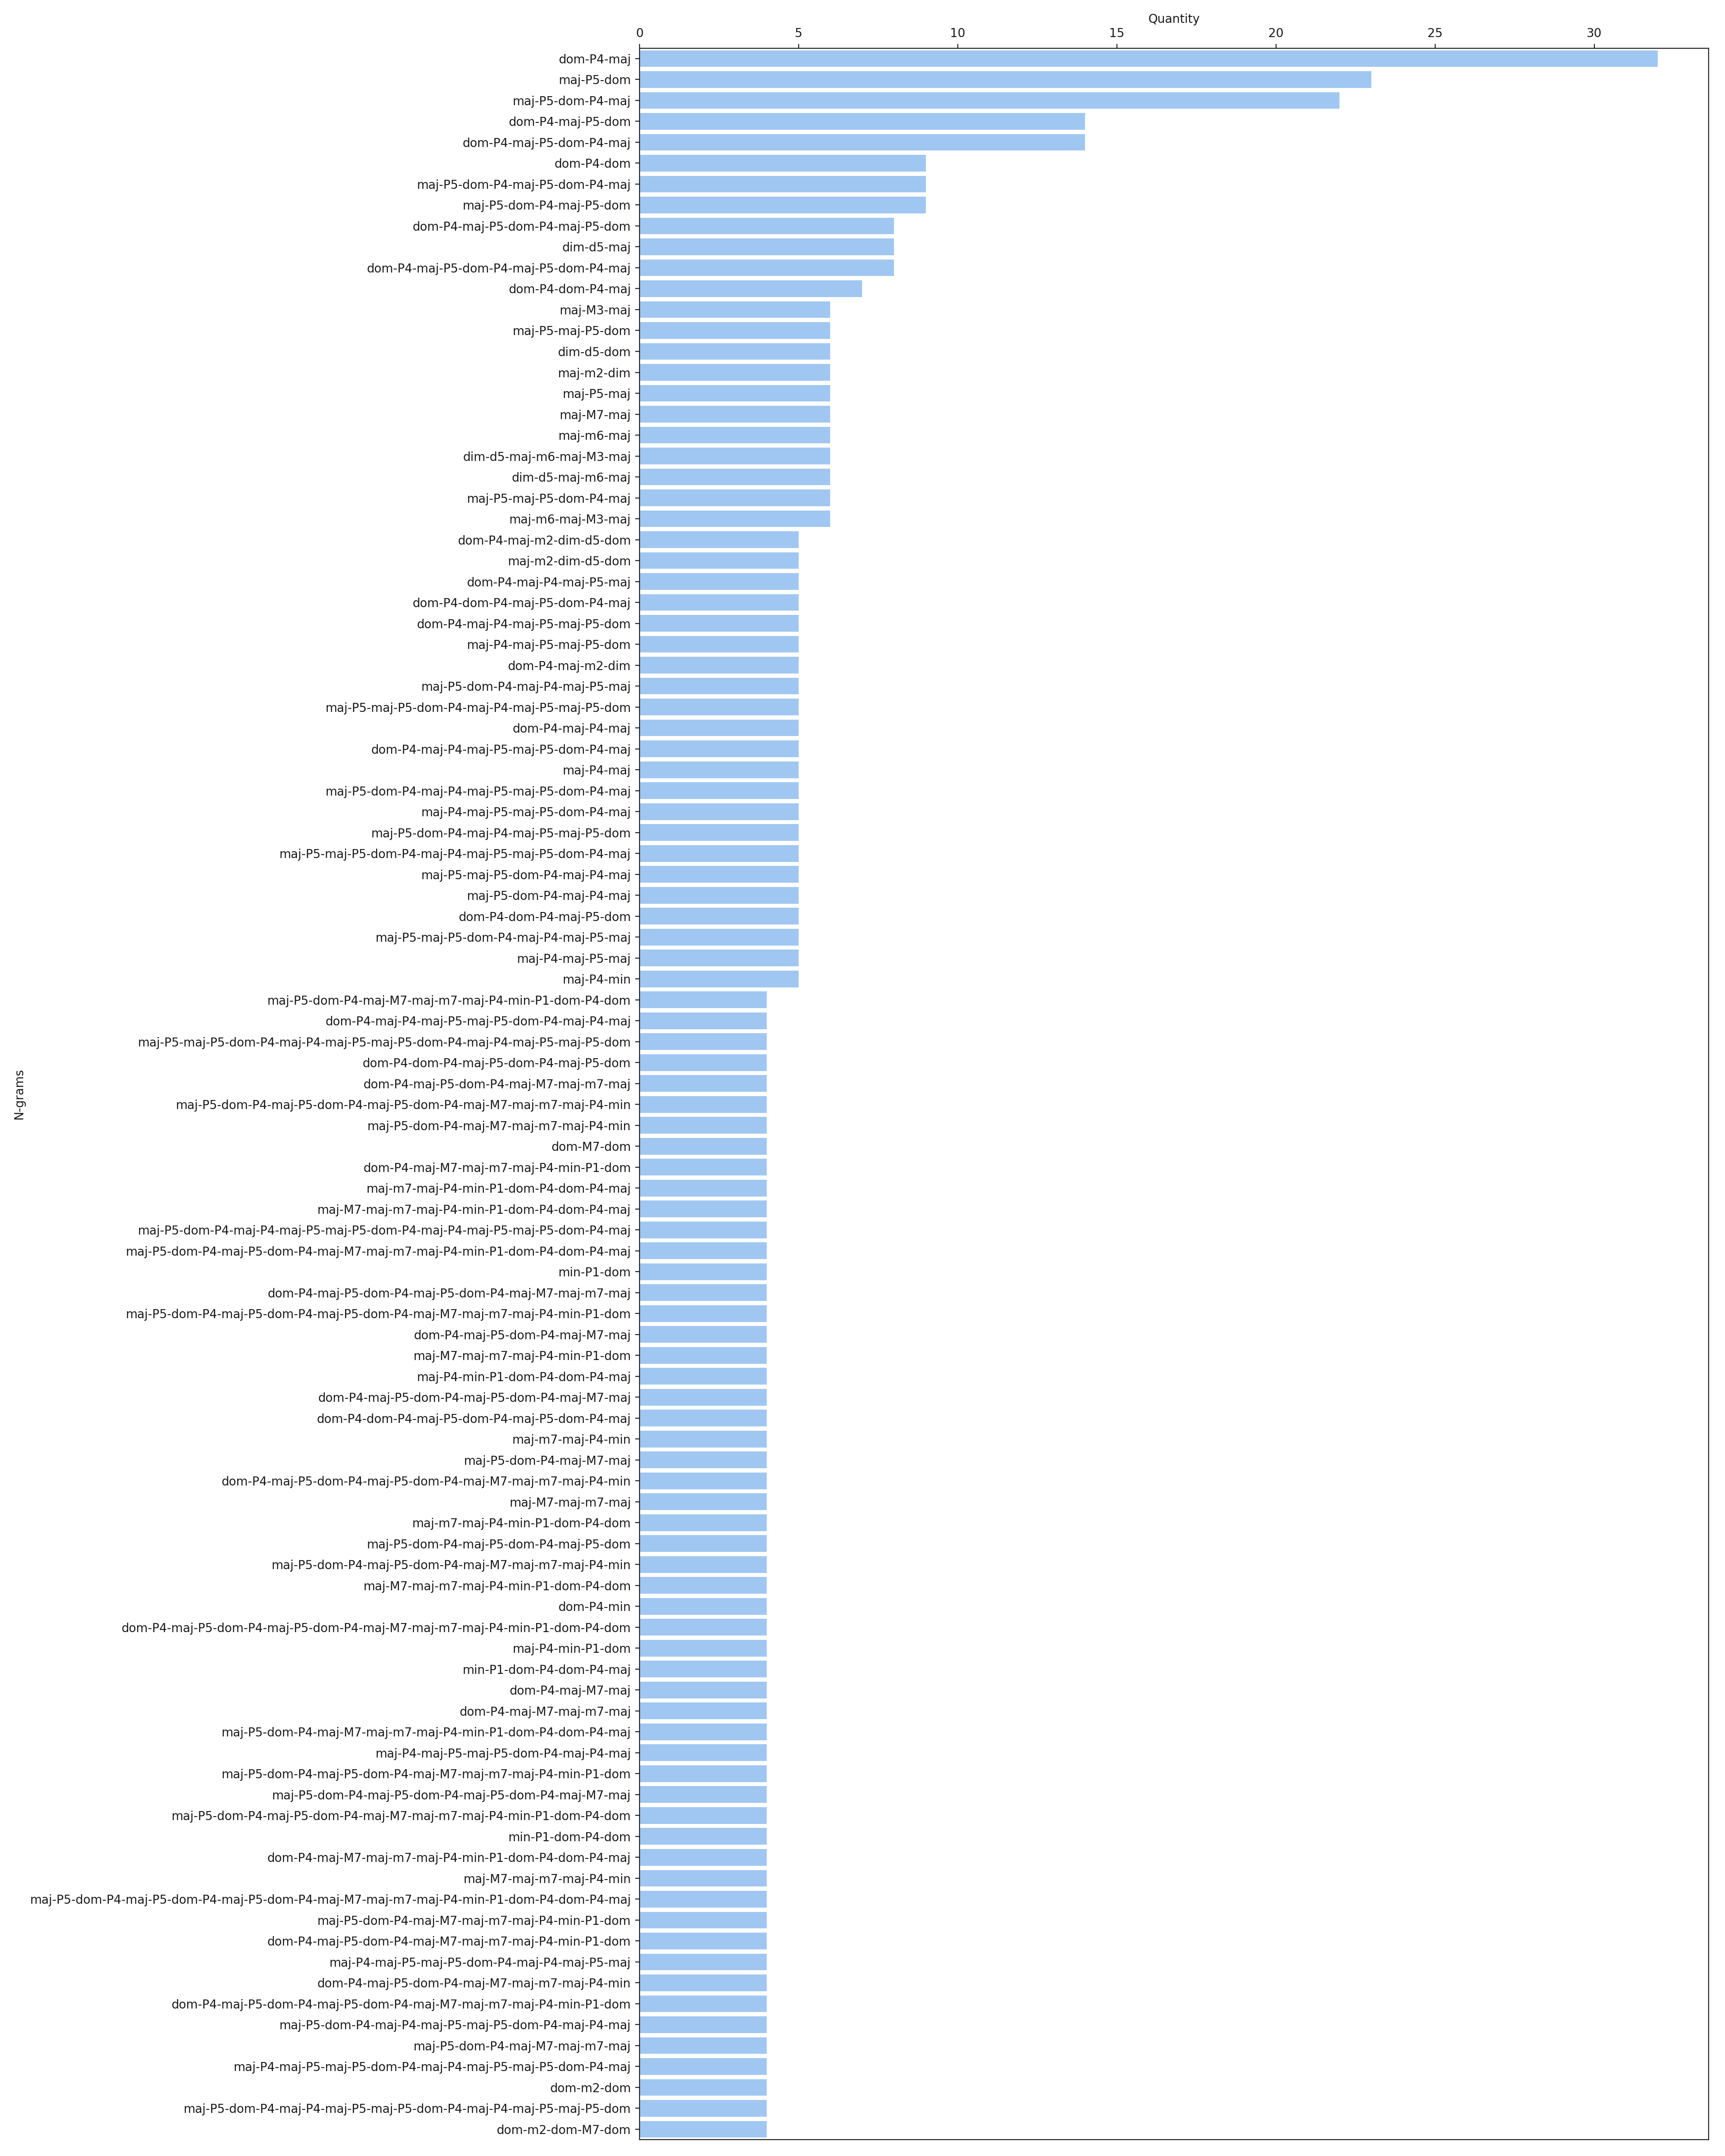 Quantity
0 5 10 15 20 25 30
dom-P4-maj
maj-P5-dom
maj-P5-dom-P4-maj
dom-P4-maj-P5-dom
dom-P4-maj-P5-dom-P4-maj
dom-P4-dom
maj-P5-dom-P4-maj-P5-dom-P4-maj
maj-P5-dom-P4-maj-P5-dom
dom-P4-maj-P5-dom-P4-maj-P5-dom
dim-d5-maj
dom-P4-maj-P5-dom-P4-maj-P5-dom-P4-maj
dom-P4-dom-P4-maj
maj-M3-maj
maj-P5-maj-P5-dom
dim-d5-dom
maj-m2-dim
maj-P5-maj
maj-M7-maj
maj-m6-maj
dim-d5-maj-m6-maj-M3-maj
dim-d5-maj-m6-maj
maj-P5-maj-P5-dom-P4-maj
maj-m6-maj-M3-maj
dom-P4-maj-m2-dim-d5-dom
maj-m2-dim-d5-dom
dom-P4-maj-P4-maj-P5-maj
dom-P4-dom-P4-maj-P5-dom-P4-maj
dom-P4-maj-P4-maj-P5-maj-P5-dom
maj-P4-maj-P5-maj-P5-dom
dom-P4-maj-m2-dim
maj-P5-dom-P4-maj-P4-maj-P5-maj
maj-P5-maj-P5-dom-P4-maj-P4-maj-P5-maj-P5-dom
dom-P4-maj-P4-maj
dom-P4-maj-P4-maj-P5-maj-P5-dom-P4-maj
maj-P4-maj
maj-P5-dom-P4-maj-P4-maj-P5-maj-P5-dom-P4-maj
maj-P4-maj-P5-maj-P5-dom-P4-maj
maj-P5-dom-P4-maj-P4-maj-P5-maj-P5-dom
maj-P5-maj-P5-dom-P4-maj-P4-maj-P5-maj-P5-dom-P4-maj
maj-P5-maj-P5-dom-P4-maj-P4-maj
maj-P5-dom-P4-maj-P4-maj
dom-P4-dom-P4-maj-P5-dom
maj-P5-maj-P5-dom-P4-maj-P4-maj-P5-maj
maj-P4-maj-P5-maj
maj-P4-min
maj-P5-dom-P4-maj-M7-maj-m7-maj-P4-min-P1-dom-P4-dom
dom-P4-maj-P4-maj-P5-maj-P5-dom-P4-maj-P4-maj
maj-P5-maj-P5-dom-P4-maj-P4-maj-P5-maj-P5-dom-P4-maj-P4-maj-P5-maj-P5-dom
dom-P4-dom-P4-maj-P5-dom-P4-maj-P5-dom
dom-P4-maj-P5-dom-P4-maj-M7-maj-m7-maj
maj-P5-dom-P4-maj-P5-dom-P4-maj-P5-dom-P4-maj-M7-maj-m7-maj-P4-min
maj-P5-dom-P4-maj-M7-maj-m7-maj-P4-min
dom-M7-dom
dom-P4-maj-M7-maj-m7-maj-P4-min-P1-dom
maj-m7-maj-P4-min-P1-dom-P4-dom-P4-maj
maj-M7-maj-m7-maj-P4-min-P1-dom-P4-dom-P4-maj
maj-P5-dom-P4-maj-P4-maj-P5-maj-P5-dom-P4-maj-P4-maj-P5-maj-P5-dom-P4-maj
maj-P5-dom-P4-maj-P5-dom-P4-maj-M7-maj-m7-maj-P4-min-P1-dom-P4-dom-P4-maj
min-P1-dom
dom-P4-maj-P5-dom-P4-maj-P5-dom-P4-maj-M7-maj-m7-maj
maj-P5-dom-P4-maj-P5-dom-P4-maj-P5-dom-P4-maj-M7-maj-m7-maj-P4-min-P1-dom
dom-P4-maj-P5-dom-P4-maj-M7-maj
maj-M7-maj-m7-maj-P4-min-P1-dom
maj-P4-min-P1-dom-P4-dom-P4-maj
dom-P4-maj-P5-dom-P4-maj-P5-dom-P4-maj-M7-maj
dom-P4-dom-P4-maj-P5-dom-P4-maj-P5-dom-P4-maj
maj-m7-maj-P4-min
maj-P5-dom-P4-maj-M7-maj
dom-P4-maj-P5-dom-P4-maj-P5-dom-P4-maj-M7-maj-m7-maj-P4-min
maj-M7-maj-m7-maj
maj-m7-maj-P4-min-P1-dom-P4-dom
maj-P5-dom-P4-maj-P5-dom-P4-maj-P5-dom
maj-P5-dom-P4-maj-P5-dom-P4-maj-M7-maj-m7-maj-P4-min
maj-M7-maj-m7-maj-P4-min-P1-dom-P4-dom
dom-P4-min
dom-P4-maj-P5-dom-P4-maj-P5-dom-P4-maj-M7-maj-m7-maj-P4-min-P1-dom-P4-dom
maj-P4-min-P1-dom
min-P1-dom-P4-dom-P4-maj
dom-P4-maj-M7-maj
dom-P4-maj-M7-maj-m7-maj
maj-P5-dom-P4-maj-M7-maj-m7-maj-P4-min-P1-dom-P4-dom-P4-maj
maj-P4-maj-P5-maj-P5-dom-P4-maj-P4-maj
maj-P5-dom-P4-maj-P5-dom-P4-maj-M7-maj-m7-maj-P4-min-P1-dom
maj-P5-dom-P4-maj-P5-dom-P4-maj-P5-dom-P4-maj-M7-maj
maj-P5-dom-P4-maj-P5-dom-P4-maj-M7-maj-m7-maj-P4-min-P1-dom-P4-dom
min-P1-dom-P4-dom
dom-P4-maj-M7-maj-m7-maj-P4-min-P1-dom-P4-dom-P4-maj
maj-M7-maj-m7-maj-P4-min
maj-P5-dom-P4-maj-P5-dom-P4-maj-P5-dom-P4-maj-M7-maj-m7-maj-P4-min-P1-dom-P4-dom-P4-maj
maj-P5-dom-P4-maj-M7-maj-m7-maj-P4-min-P1-dom
dom-P4-maj-P5-dom-P4-maj-M7-maj-m7-maj-P4-min-P1-dom
maj-P4-maj-P5-maj-P5-dom-P4-maj-P4-maj-P5-maj
dom-P4-maj-P5-dom-P4-maj-M7-maj-m7-maj-P4-min
dom-P4-maj-P5-dom-P4-maj-P5-dom-P4-maj-M7-maj-m7-maj-P4-min-P1-dom
maj-P5-dom-P4-maj-P4-maj-P5-maj-P5-dom-P4-maj-P4-maj
maj-P5-dom-P4-maj-M7-maj-m7-maj
maj-P4-maj-P5-maj-P5-dom-P4-maj-P4-maj-P5-maj-P5-dom-P4-maj
dom-m2-dom
maj-P5-dom-P4-maj-P4-maj-P5-maj-P5-dom-P4-maj-P4-maj-P5-maj-P5-dom
dom-m2-dom-M7-dom
N-grams